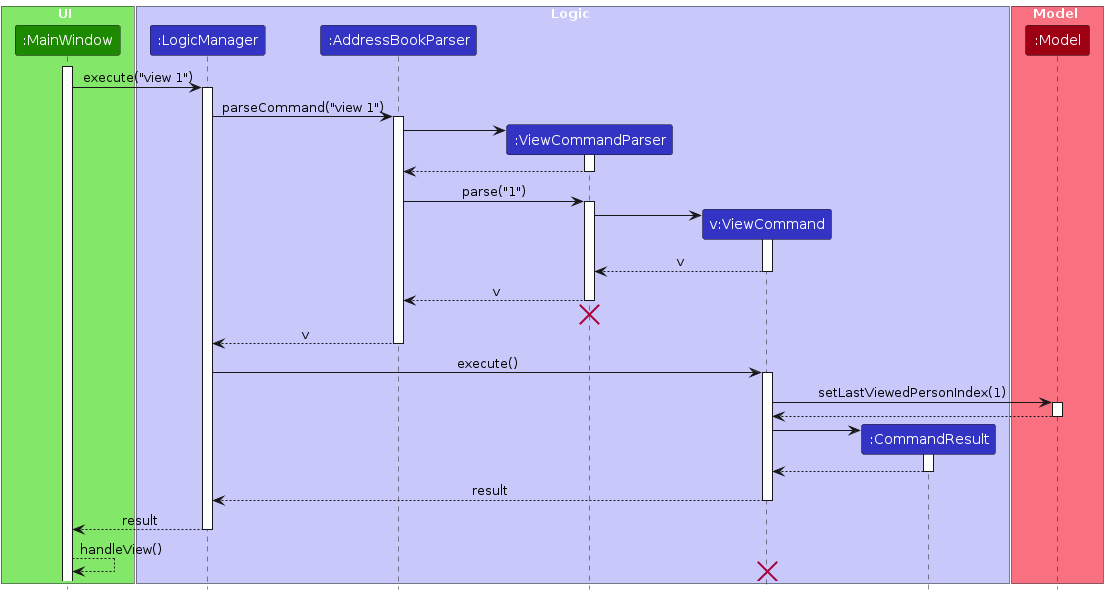 UI
Logic
Model
:MainWindow
:LogicManager
:AddressBookParser
:Model
execute("view 1")
parseCommand("view 1")
:ViewCommandParser
parse("1")
v:ViewCommand
v
v
v
execute()
setLastViewedPersonIndex(1)
:CommandResult
result
result
handleView()